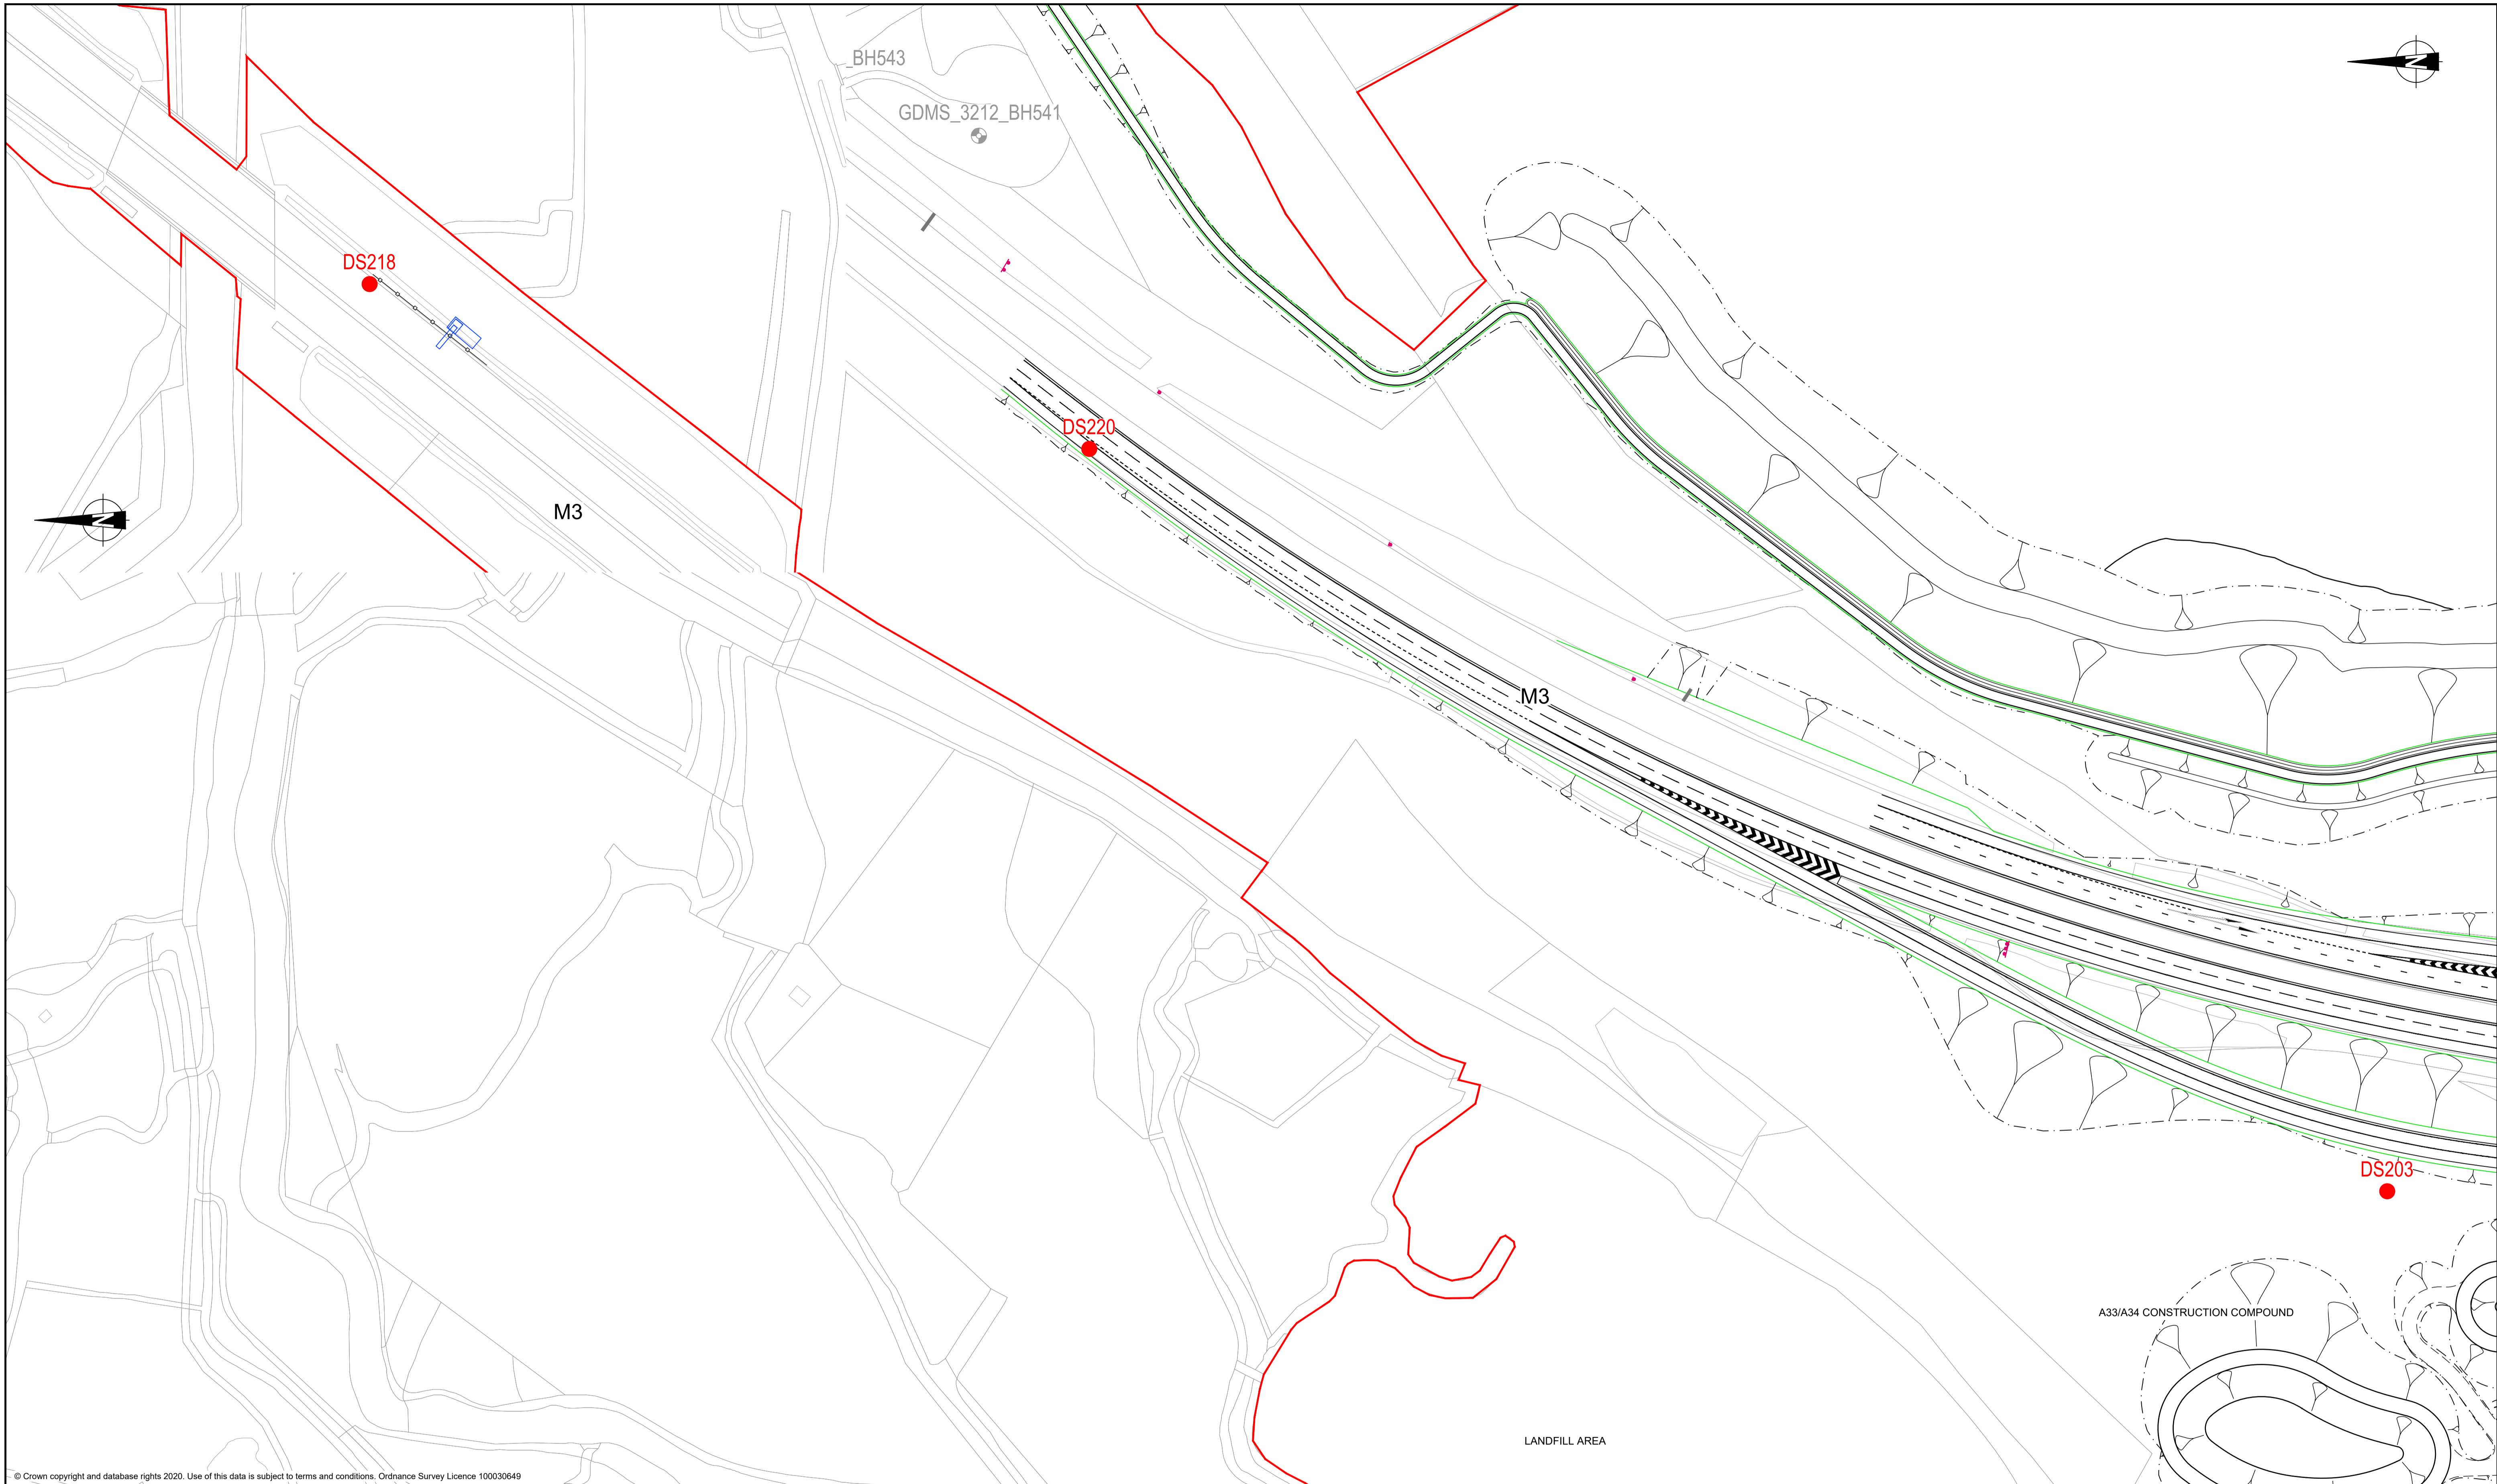 _BH543
GDMS_3212_BH541
N
DS218
DS220
M3
N
M3
DS203
A33/A34 CONSTRUCTION COMPOUND
LANDFILL AREA
© Crown copyright and database rights 2020. Use of this data is subject to terms and conditions. Ordnance Survey Licence 100030649